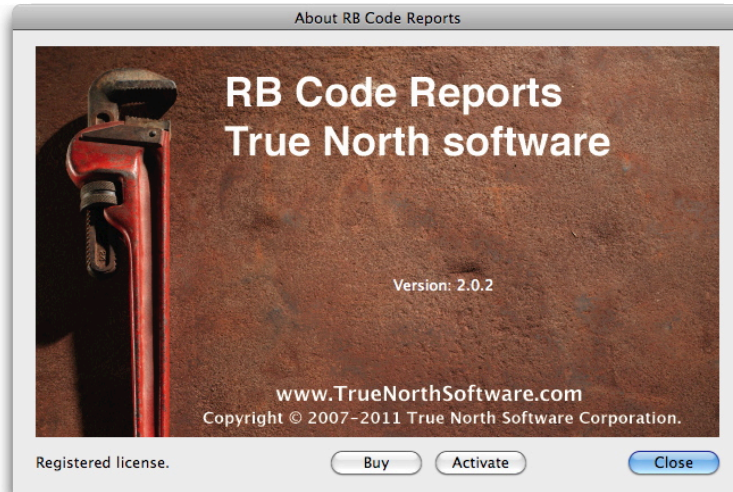 About RB Code Reports
RB Code Reports
True North software
Version: 2.0.2
www.TrueNorthSoftware.com
Copyright © 2007-2011 True North Software Corporation.
Registered license.
Buy
Activate
Close